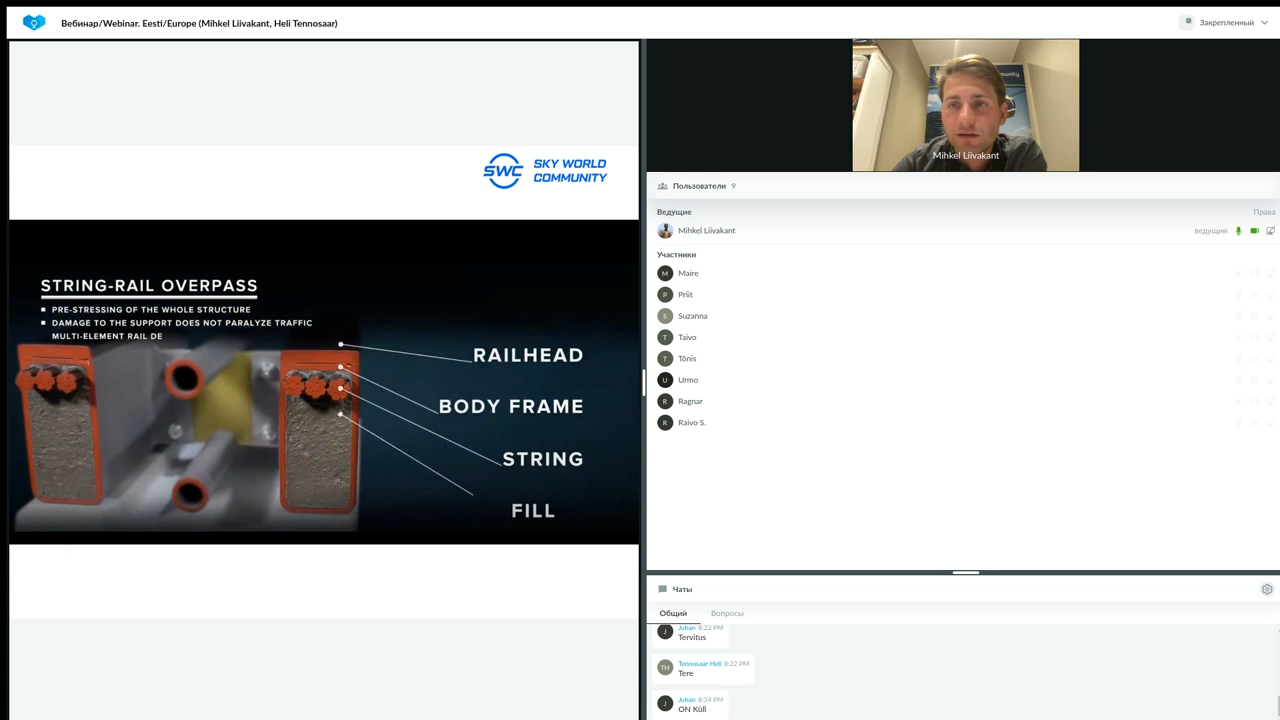 Вебинар/Webinar. Eesti/Europe (Mihkel Liivakant, Heli Tennosaar)
Закрепленный
SWC SKY WORLD
COMMUNITY
STRING-RAIL OVERPASS
PRE-STRESSING OF THE WHOLE STRUCTURE
DAMAGE TO THE SUPPORT DOES NOT PARALYZE TRAFFIC
MULTI-ELEMENT RAIL DE
RAILHEAD
BODY FRAME
STRING
FILL
Mihkel Liivakant
Пользователи 9
Ведущие Права
Mihkel Liivakant ведущий
Участники
M Maire
P Priit
S Suzanna
T Taivo
T Tõnis
U Urmo
R Ragnar
R Raivo S.
Чаты
Общий Вопросы
J Juhan 8:22 PM
Tervitus
TH Tennosaar Heli 8:22 PM
Tere
J Juhan 8:34 PM
ON Küll